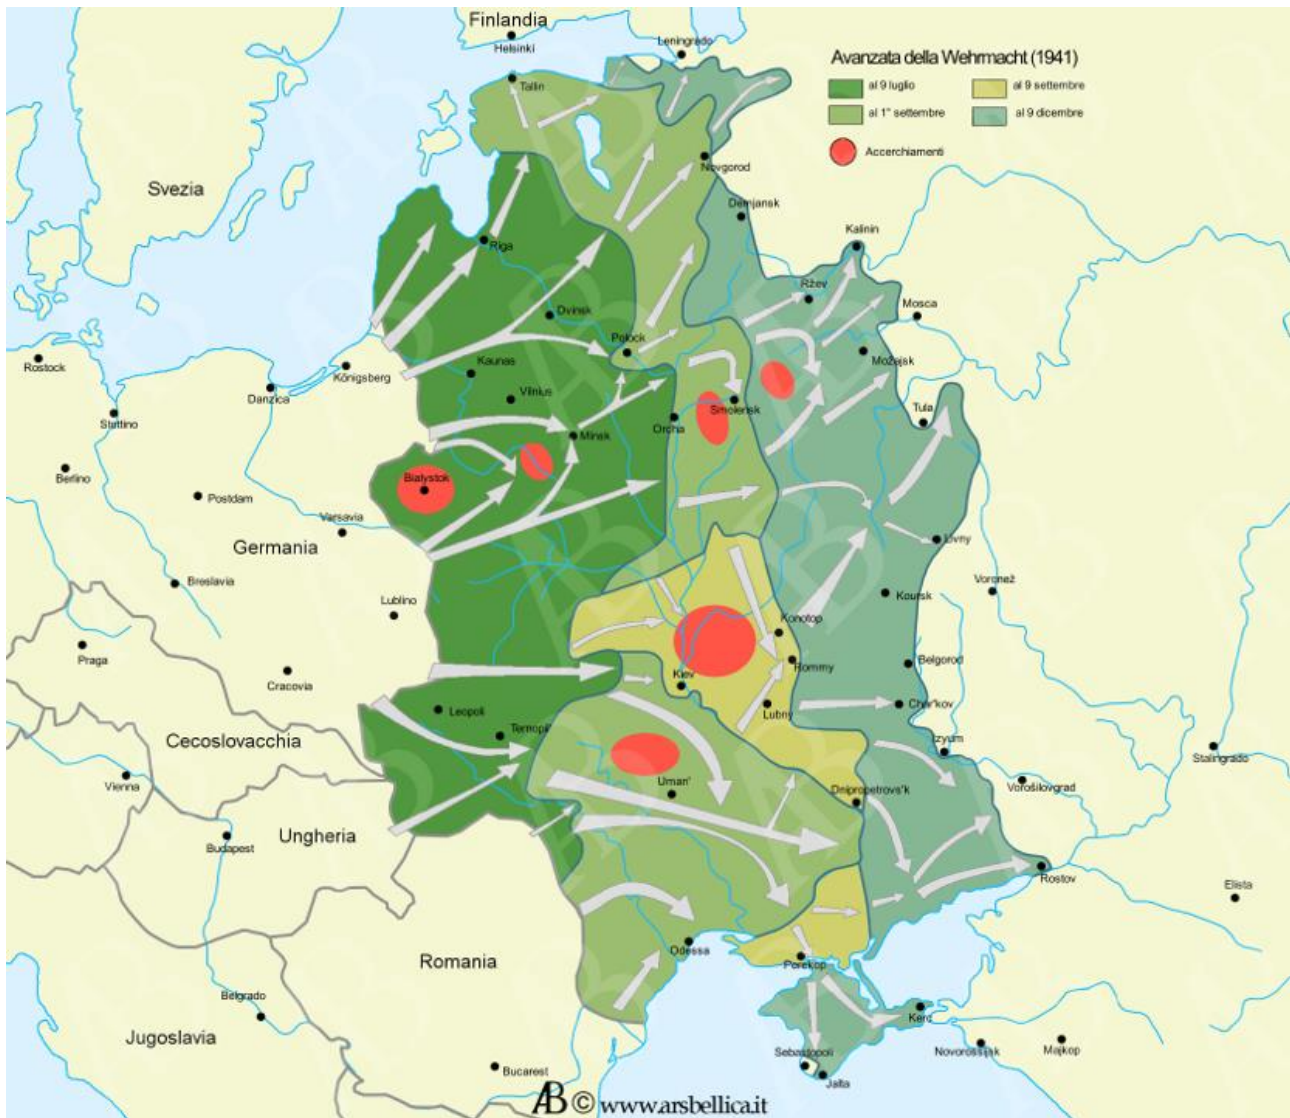 Finlandia
Helsinki
Leningrado
Avanzata della Wehrmacht (1941)
al 9 luglio
al 9 settembre
al 1° settembre
al 9 dicembre
Accerchiamenti
Tallin
Novgorod
Svezia
Demjansk
Riga
Kalinin
Ržev
Mosca
Dvinsk
Polock
Možajsk
Rostock
Königsberg
Kaunas
Danzica
Vilnius
Smolensk
Stettino
Orcha
Tula
Minsk
Berlino
Bialystok
Postdam
Varsavia
Germania
Livny
Breslavia
Voronež
Lublino
Koursk
Konotop
Praga
Cracovia
Kiev
Rommy
Belgorod
Leopoli
Lubny
Char'kov
Ternopil'
Cecoslovacchia
Izyum
Stalingrado
Vienna
Uman'
Dnipropetrovs'k
Vorošilovgrad
Ungheria
Budapest
Rostov
Elista
Odessa
Romania
Perekop
Belgrado
Kerc
Jugoslavia
Sebastopoli
Novorossijsk
Majkop
Bucarest
Jalta
AB © www.arsbellica.it